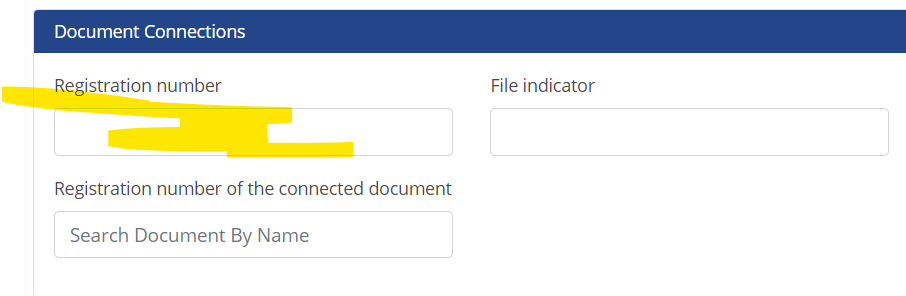 Document Connections
Registration number
File indicator
Registration number of the connected document
Search Document By Name